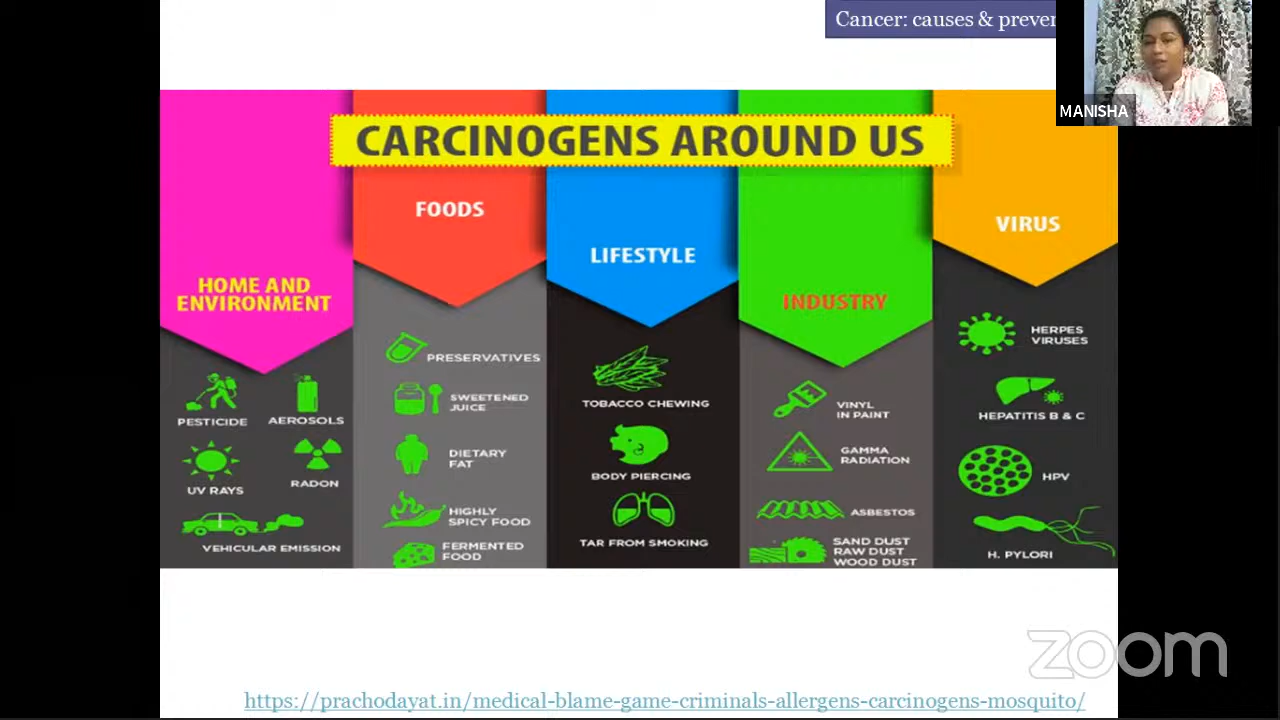 Cancer: causes & preven
MANISHA
CARCINOGENS AROUND US
HOME AND
ENVIRONMENT
PESTICIDE
AEROSOLS
UV RAYS
RADON
VEHICULAR EMISSION
FOODS
PRESERVATIVES
SWEETENED
JUICE
DIETARY
FAT
HIGHLY
SPICY FOOD
FERMENTED
FOOD
LIFESTYLE
TOBACCO CHEWING
BODY PIERCING
TAR FROM SMOKING
INDUSTRY
VINYL
IN PAINT
GAMMA
RADIATION
ASBESTOS
SAND DUST
RAW DUST
WOOD DUST
VIRUS
HERPES
VIRUSES
HEPATITIS B & C
HPV
H. PYLORI
zoom
https://prachodayat.in/medical-blame-game-criminals-allergens-carcinogens-mosquito/